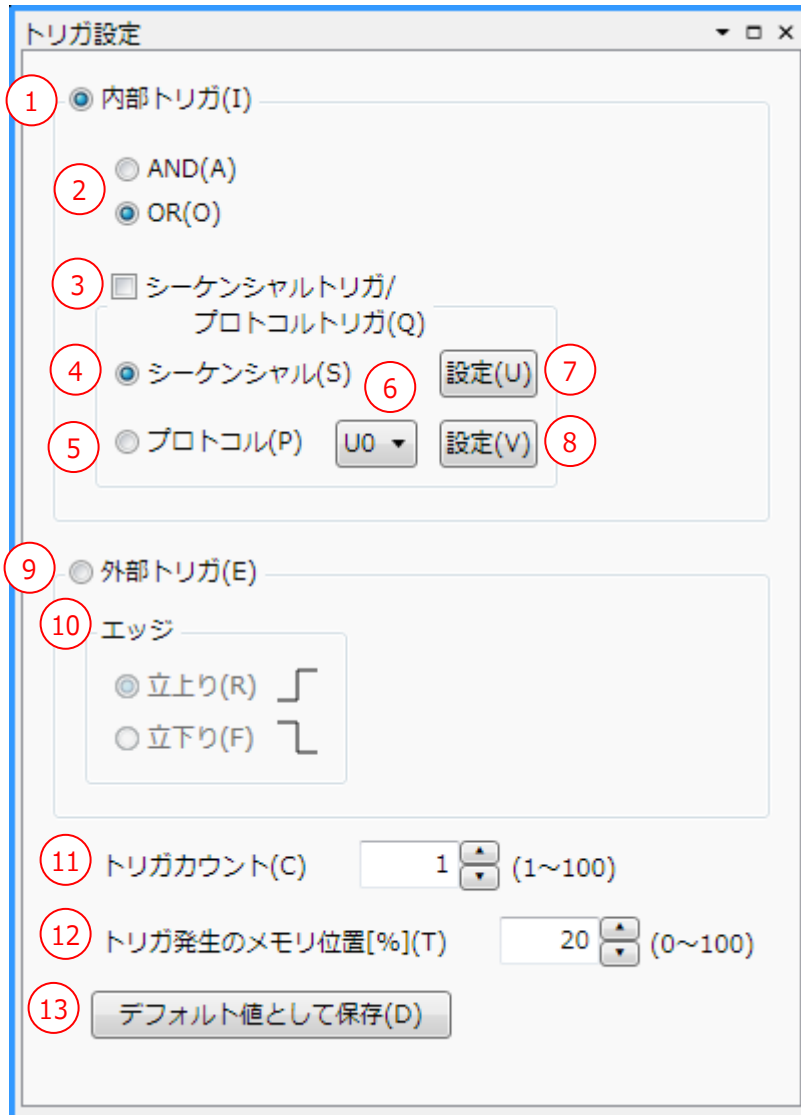 トリガ設定
1 内部トリガ(I)
AND(A)
2
OR(O)
3 シーケンシャルトリガ/
プロトコルトリガ(Q)
4 シーケンシャル(S) 6 設定(U) 7
5 プロトコル(P) U0 設定(V) 8
9 外部トリガ(E)
10 エッジ
立上り(R)
立下り(F)
11 トリガカウント(C) 1 (1～100)
12 トリガ発生のメモリ位置[%](T) 20 (0～100)
13 デフォルト値として保存(D)